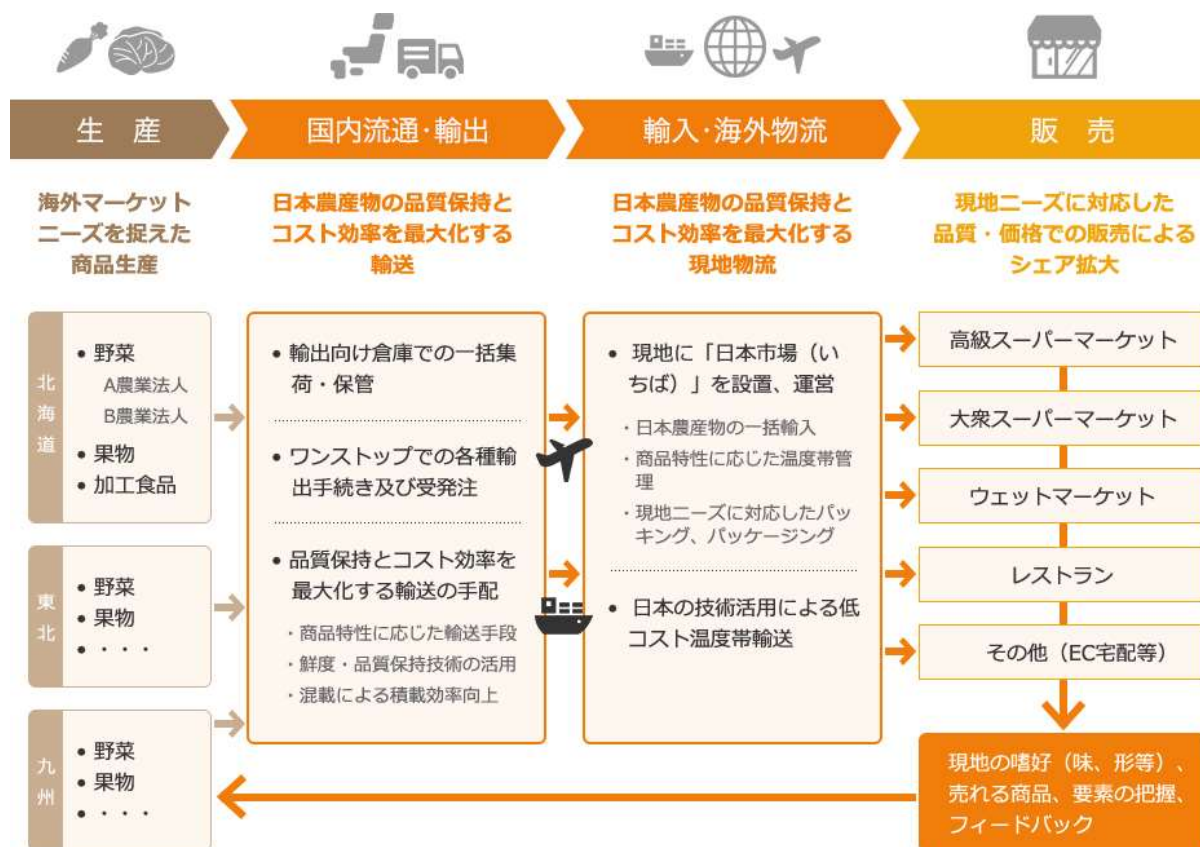 生 産
国内流通・輸出
輸入・海外物流
販 売
海外マーケット
ニーズを捉えた
商品生産
日本農産物の品質保持と
コスト効率を最大化する
輸送
日本農産物の品質保持と
コスト効率を最大化する
現地物流
現地ニーズに対応した
品質・価格での販売による
シェア拡大
北海道
• 野菜
A農業法人
B農業法人
• 果物
• 加工食品
東北
• 野菜
• 果物
• ・・・・
九州
• 野菜
• 果物
• ・・・・
• 輸出向け倉庫での一括集
荷・保管
• ワンストップでの各種輸
出手続き及び受発注
• 品質保持とコスト効率を
最大化する輸送の手配
・商品特性に応じた輸送手段
・鮮度・品質保持技術の活用
・混載による積載効率向上
• 現地に「日本市場（い
ちば）」を設置、運営
・日本農産物の一括輸入
・商品特性に応じた温度帯管
理
・現地ニーズに対応したパッ
キング、パッケージング
• 日本の技術活用による低
コスト温度帯輸送
高級スーパーマーケット
大衆スーパーマーケット
ウェットマーケット
レストラン
その他（EC宅配等）
現地の嗜好（味、形等）、
売れる商品、要素の把握、
フィードバック